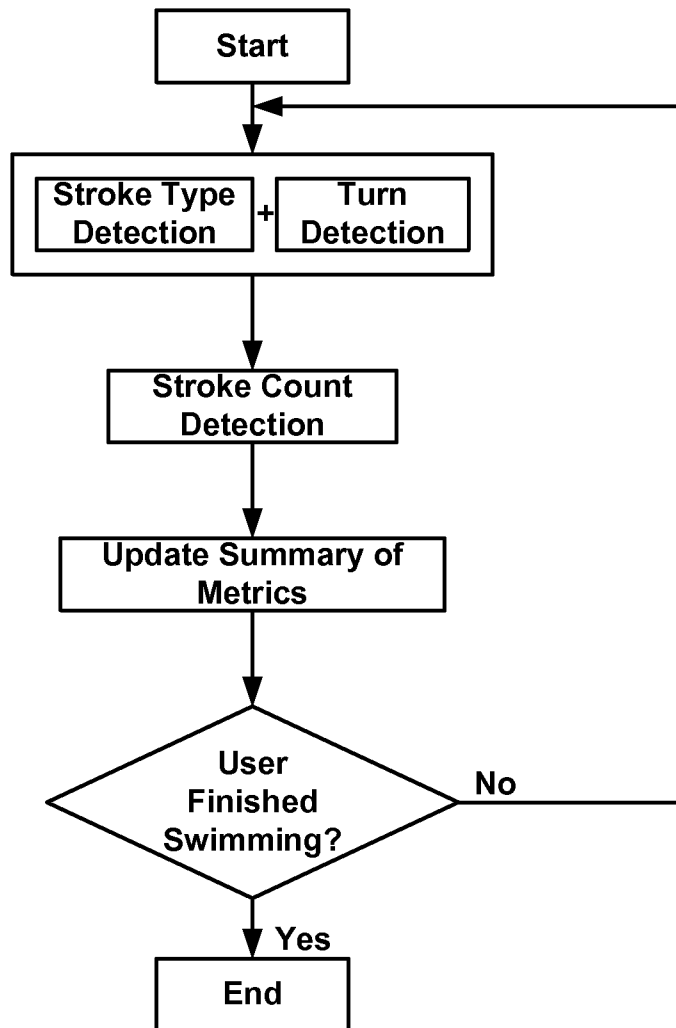 Start
Stroke Type
Detection
+
Turn
Detection
Stroke Count
Detection
Update Summary of
Metrics
User
Finished
Swimming?
No
Yes
End